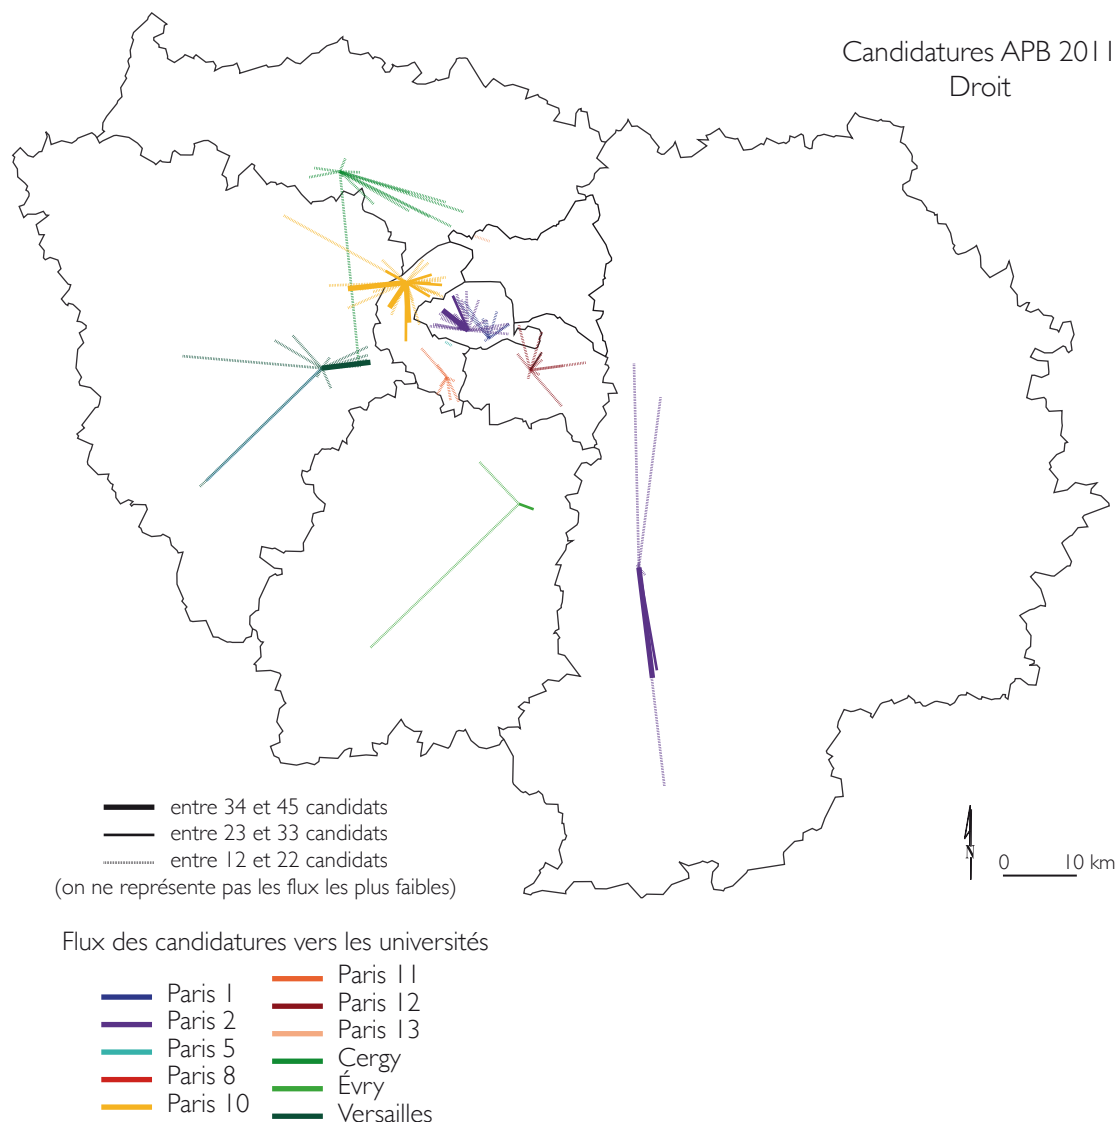 Candidatures APB 2011
Droit
entre 34 et 45 candidats
entre 23 et 33 candidats
entre 12 et 22 candidats
(on ne représente pas les flux les plus faibles)
N
0 10 km
Flux des candidatures vers les universités
Paris 1
Paris 2
Paris 5
Paris 8
Paris 10
Paris 11
Paris 12
Paris 13
Cergy
Évry
Versailles